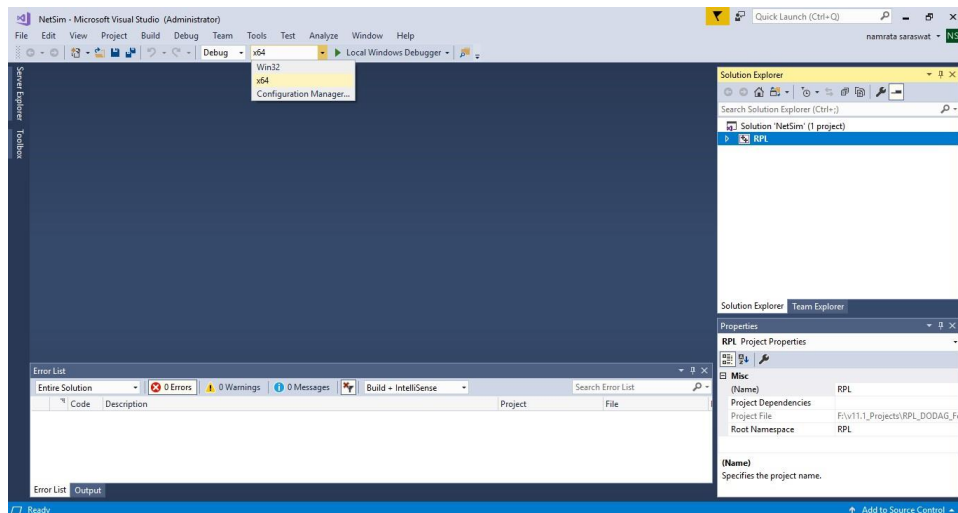 NetSim - Microsoft Visual Studio (Administrator)
Quick Launch (Ctrl+Q)
File Edit View Project Build Debug Team Tools Test Analyze Window Help
namrata saraswat
NS
Debug x64 Local Windows Debugger
Win32
x64
Configuration Manager...
Server Explorer
Toolbox
Solution Explorer
Search Solution Explorer (Ctrl+;)
Solution 'NetSim' (1 project)
RPL
Solution Explorer Team Explorer
Properties
RPL Project Properties
Misc
(Name) RPL
Project Dependencies
Project File F:\v11.1_Projects\RPL_DODAG_F
Root Namespace RPL
(Name)
Specifies the project name.
Error List
Entire Solution 0 Errors 0 Warnings 0 Messages Build + IntelliSense Search Error List
Code Description Project File
Error List Output
Ready
Add to Source Control